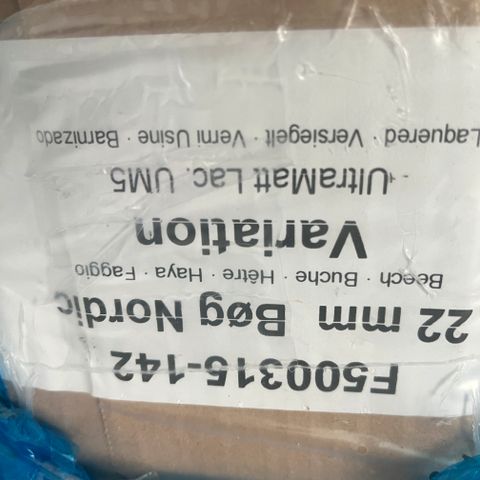 F500315-142
22 mm Bøg Nordic
Beech · Buche · Hêtre · Haya · Faggio
Variation
UltraMatt Lac. UM5
Laquered · Versiegelt · Verni Usine · Barnizado